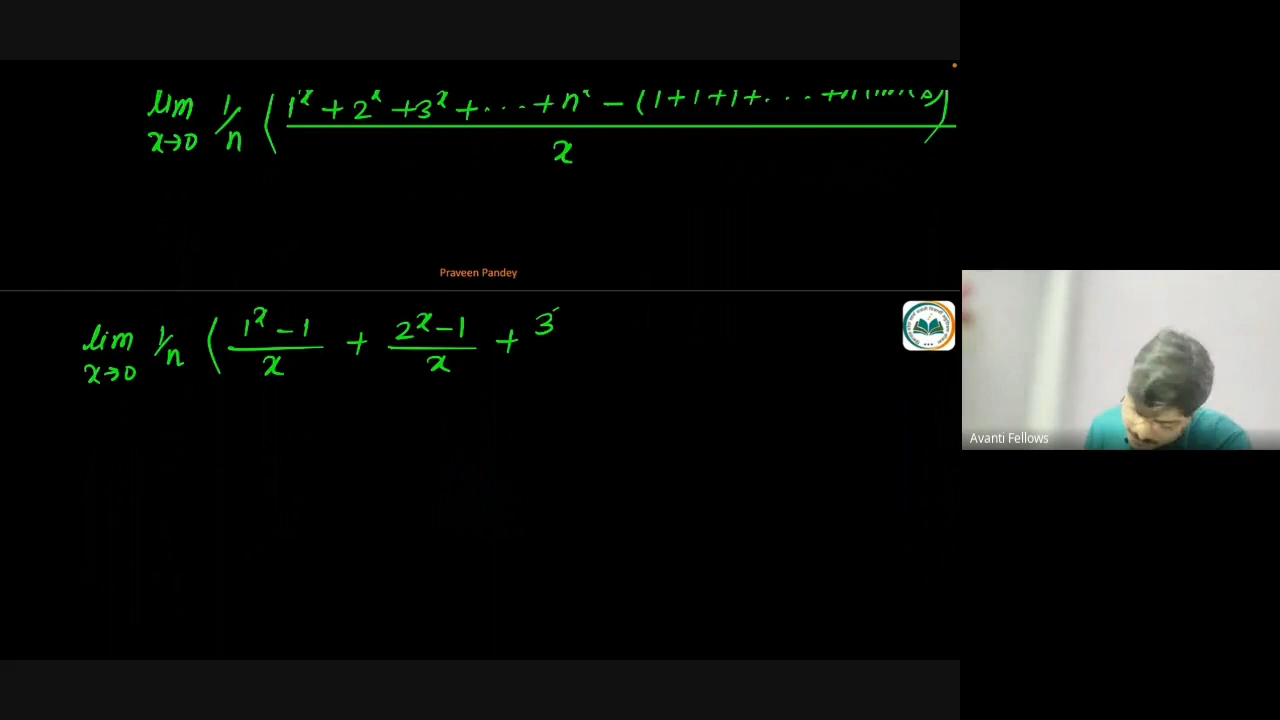 lim x→0 1/n ( (1^x + 2^x + 3^x + ... + n^x - (1+1+1+... +n times)) / x )
Praveen Pandey
lim x→0 1/n ( (1^x - 1)/x + (2^x - 1)/x + 3
Avanti Fellows